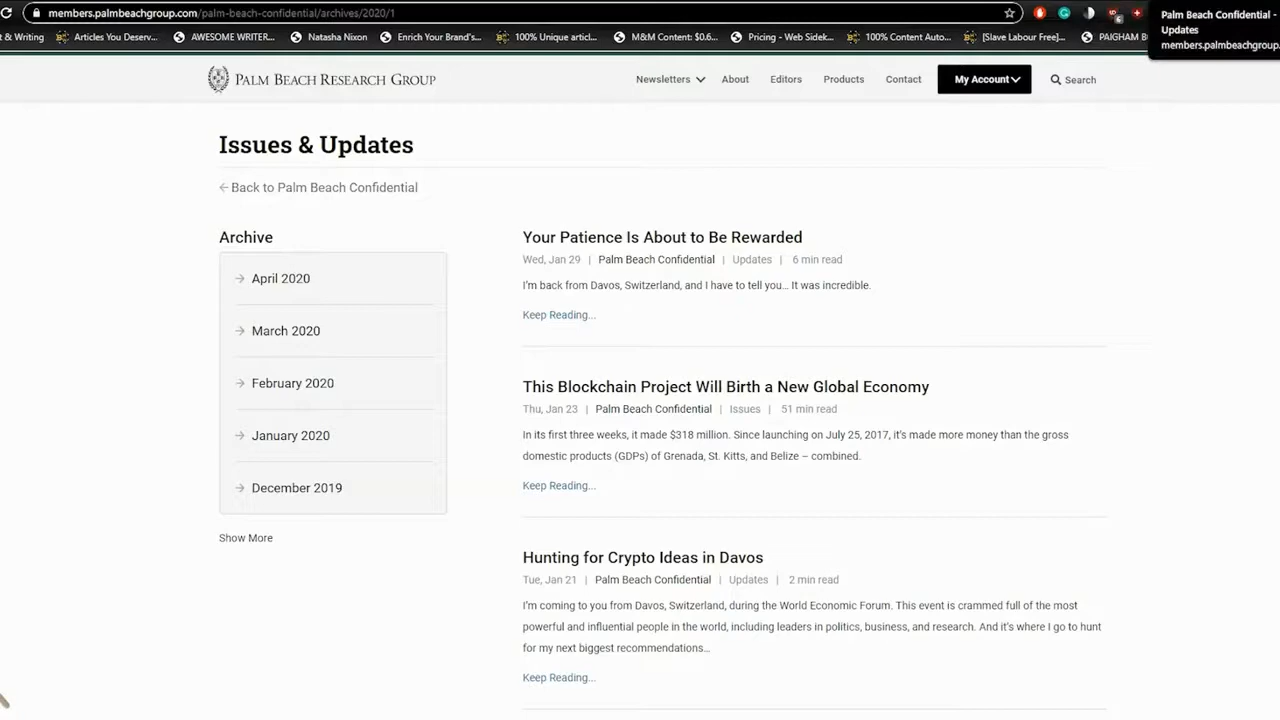 members.palmbeachgroup.com/palm-beach-confidential/archives/2020/1
Palm Beach Confidential -
Updates
members.palmbeachgroup.
t & Writing
Articles You Deserv...
AWESOME WRITER...
Natasha Nixon
Enrich Your Brand's...
100% Unique articl...
M&M Content: $0.6...
Pricing - Web Sidek...
100% Content Auto...
[Slave Labour Free]...
PAIGHAM B
PALM BEACH RESEARCH GROUP
Newsletters
About
Editors
Products
Contact
My Account
Search
Issues & Updates
← Back to Palm Beach Confidential
Archive
→ April 2020
→ March 2020
→ February 2020
→ January 2020
→ December 2019
Show More
Your Patience Is About to Be Rewarded
Wed, Jan 29 | Palm Beach Confidential | Updates | 6 min read
I'm back from Davos, Switzerland, and I have to tell you… It was incredible.
Keep Reading...
This Blockchain Project Will Birth a New Global Economy
Thu, Jan 23 | Palm Beach Confidential | Issues | 51 min read
In its first three weeks, it made $318 million. Since launching on July 25, 2017, it's made more money than the gross
domestic products (GDPs) of Grenada, St. Kitts, and Belize – combined.
Keep Reading...
Hunting for Crypto Ideas in Davos
Tue, Jan 21 | Palm Beach Confidential | Updates | 2 min read
I'm coming to you from Davos, Switzerland, during the World Economic Forum. This event is crammed full of the most
powerful and influential people in the world, including leaders in politics, business, and research. And it's where I go to hunt
for my next biggest recommendations…
Keep Reading...